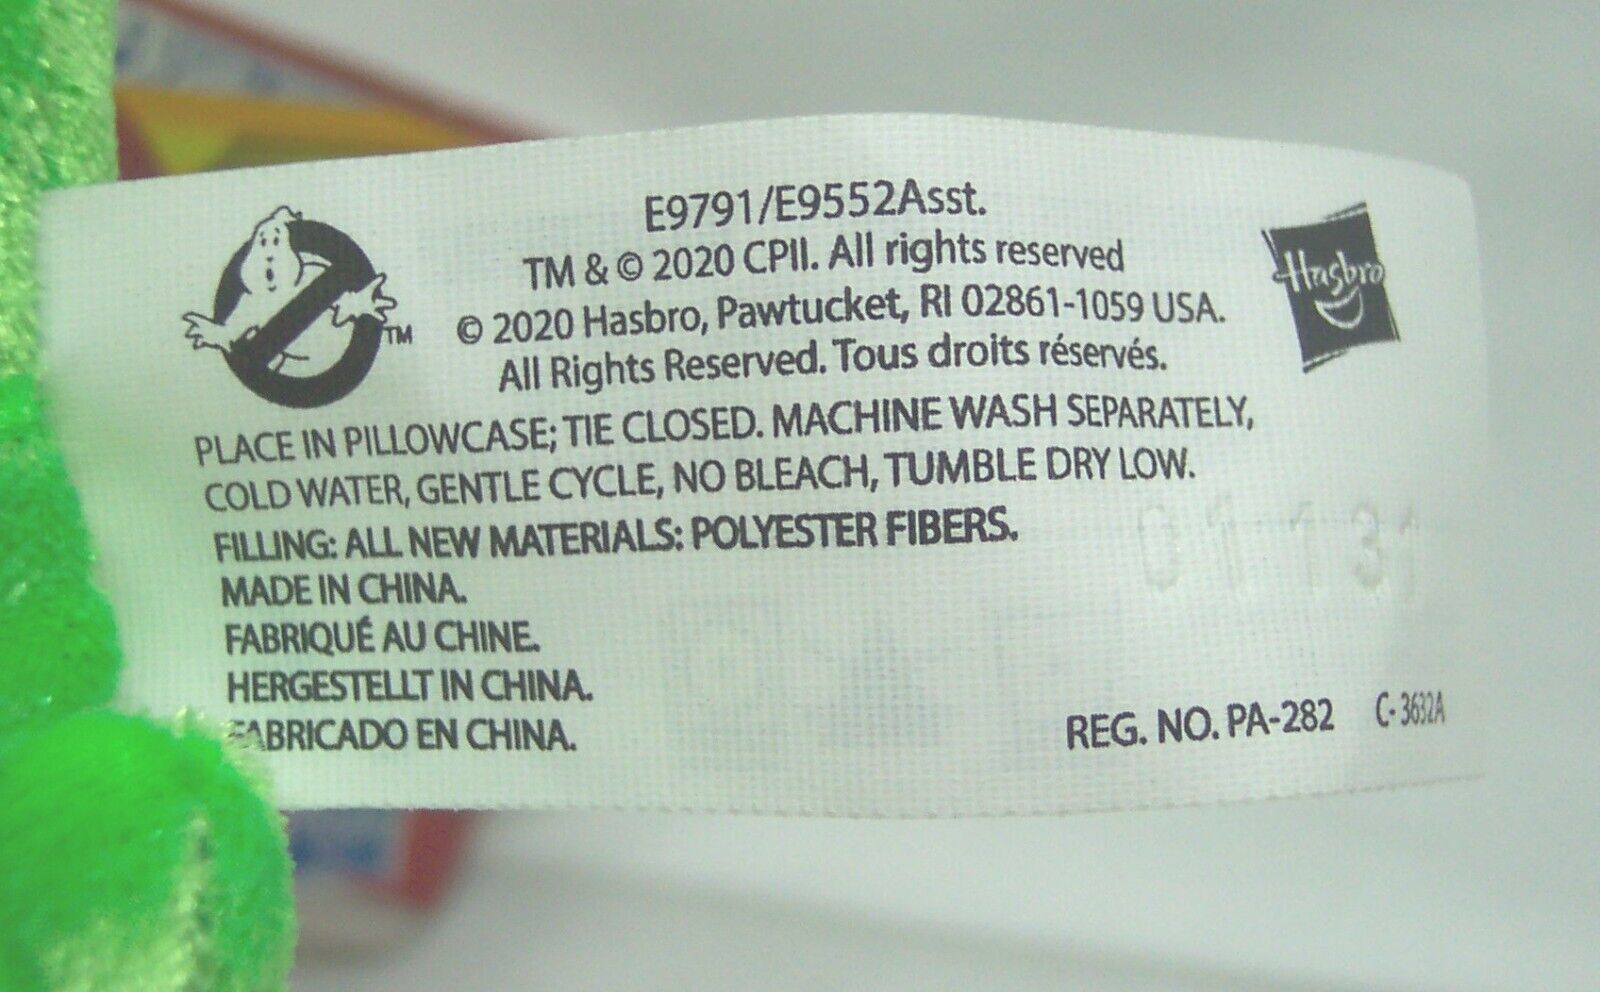 E9791/E9552Asst.
TM & © 2020 CPII. All rights reserved
© 2020 Hasbro, Pawtucket, RI 02861-1059 USA.
All Rights Reserved. Tous droits réservés.
Hasbro
TM
PLACE IN PILLOWCASE; TIE CLOSED. MACHINE WASH SEPARATELY,
COLD WATER, GENTLE CYCLE, NO BLEACH, TUMBLE DRY LOW.
FILLING: ALL NEW MATERIALS: POLYESTER FIBERS.
01131
MADE IN CHINA.
FABRIQUÉ AU CHINE.
HERGESTELLT IN CHINA.
FABRICADO EN CHINA.
REG. NO. PA-282 C-3632A